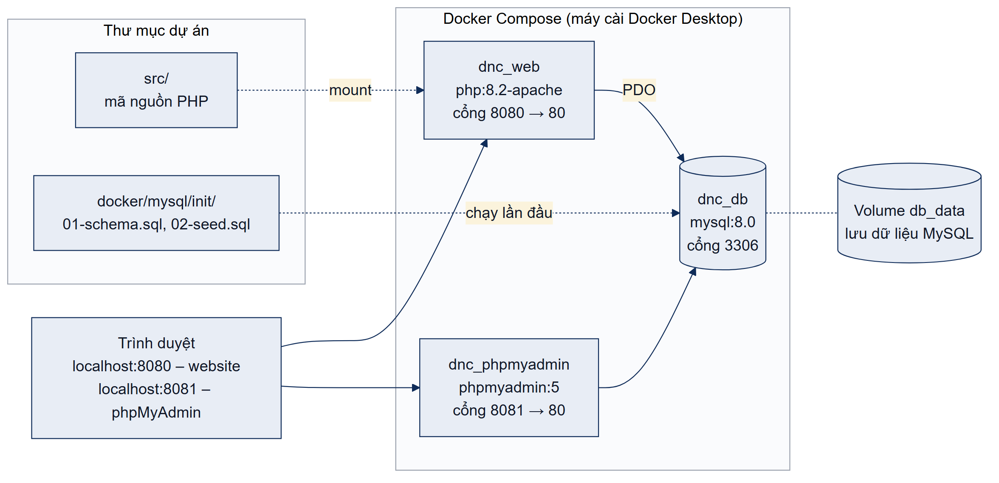 Thư mục dự án
src/
mã nguồn PHP
docker/mysql/init/
01-schema.sql, 02-seed.sql
Trình duyệt
localhost:8080 – website
localhost:8081 –
phpMyAdmin
mount
chạy lần đầu
Docker Compose (máy cài Docker Desktop)
dnc_web
php:8.2-apache
cổng 8080 → 80
PDO
dnc_phpmyadmin
phpmyadmin:5
cổng 8081 → 80
dnc_db
mysql:8.0
cổng 3306
Volume db_data
lưu dữ liệu MySQL